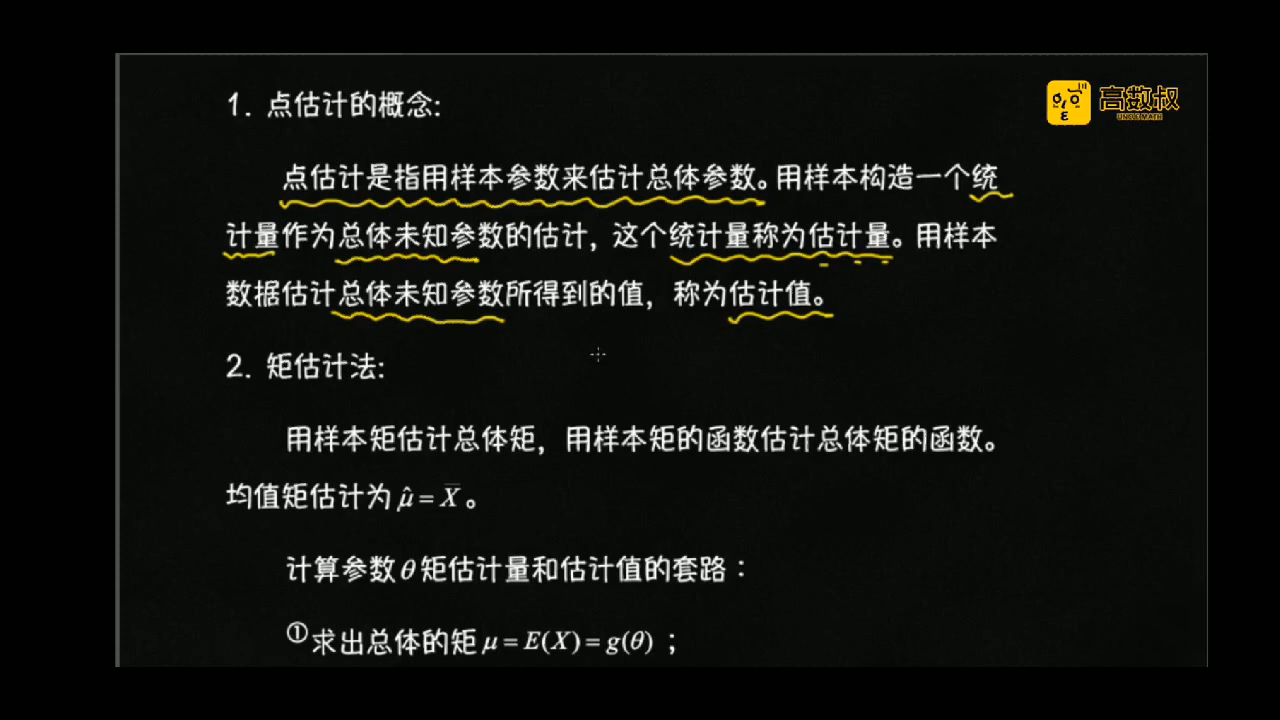 高数叔
UNCLE MATH
1. 点估计的概念:
点估计是指用样本参数来估计总体参数。用样本构造一个统
计量作为总体未知参数的估计，这个统计量称为估计量。用样本
数据估计总体未知参数所得到的值，称为估计值。
2. 矩估计法:
用样本矩估计总体矩，用样本矩的函数估计总体矩的函数。
均值矩估计为 μ̂ = X̄ 。
计算参数θ矩估计量和估计值的套路：
①求出总体的矩 μ = E(X) = g(θ) ；